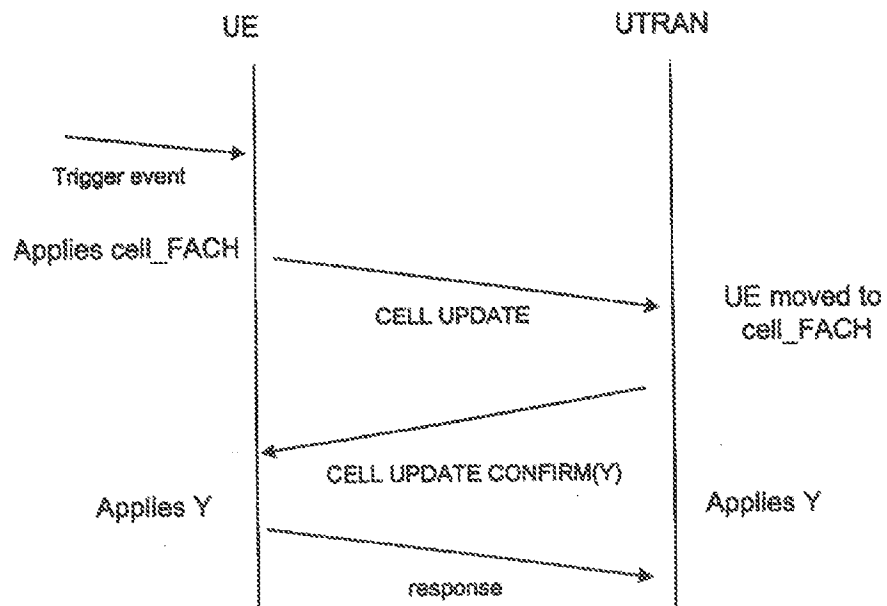 UE
UTRAN
Trigger event
Applies cell_FACH
CELL UPDATE
UE moved to
cell_FACH
CELL UPDATE CONFIRM(Y)
Applies Y
Applies Y
response